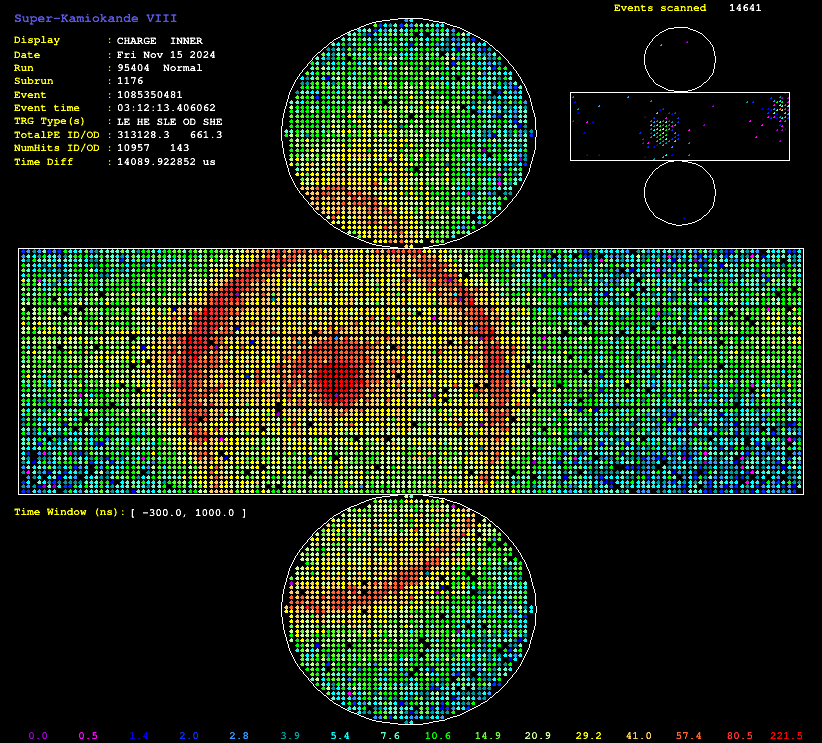 Super-Kamiokande VIII
Events scanned 14641
Display : CHARGE INNER
Date : Fri Nov 15 2024
Run : 95404 Normal
Subrun : 1176
Event : 1085350481
Event time : 03:12:13.406062
TRG Type(s) : LE HE SLE OD SHE
TotalPE ID/OD : 313128.3 661.3
NumHits ID/OD : 10957 143
Time Diff : 14089.922852 us
Time Window (ns): [ -300.0, 1000.0 ]
0.0 0.5 1.4 2.0 2.8 3.9 5.4 7.6 10.6 14.9 20.9 29.2 41.0 57.4 80.5 221.5